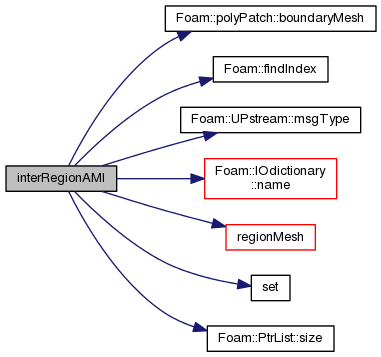 Foam::polyPatch::boundaryMesh
Foam::findIndex
Foam::UPstream::msgType
interRegionAMI
Foam::IOdictionary
::name
regionMesh
set
Foam::PtrList::size